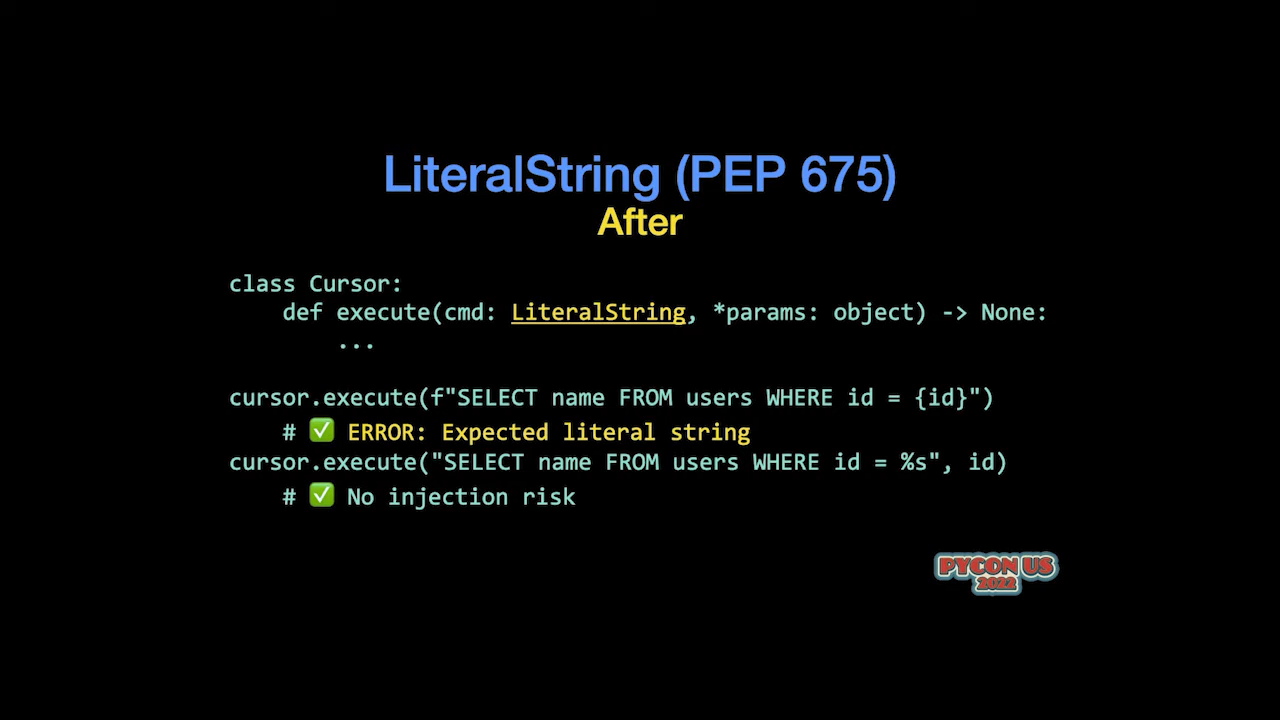 LiteralString (PEP 675)
After
class Cursor:
    def execute(cmd: LiteralString, *params: object) -> None:
        ...
cursor.execute(f"SELECT name FROM users WHERE id = {id}")
    # ✅ ERROR: Expected literal string
cursor.execute("SELECT name FROM users WHERE id = %s", id)
    # ✅ No injection risk
PYCON US
2022